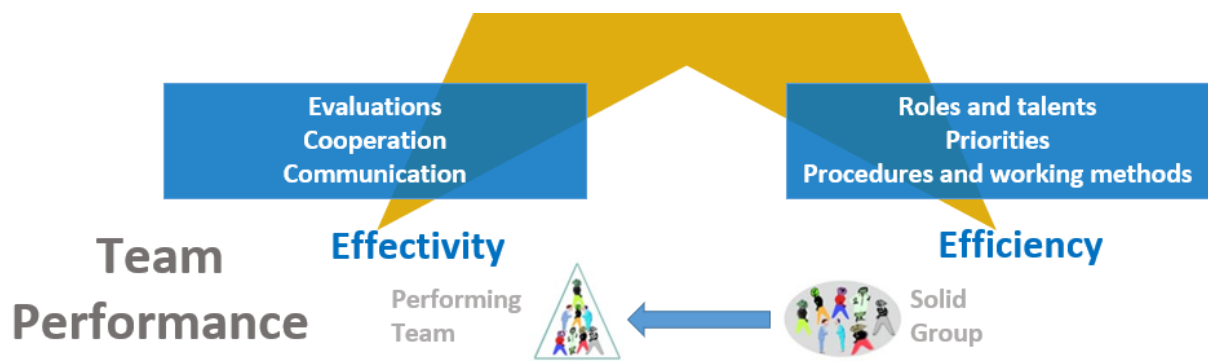 Evaluations
Cooperation
Communication
Roles and talents
Priorities
Procedures and working methods
Effectivity
Efficiency
Team
Performance
Performing
Team
Solid
Group